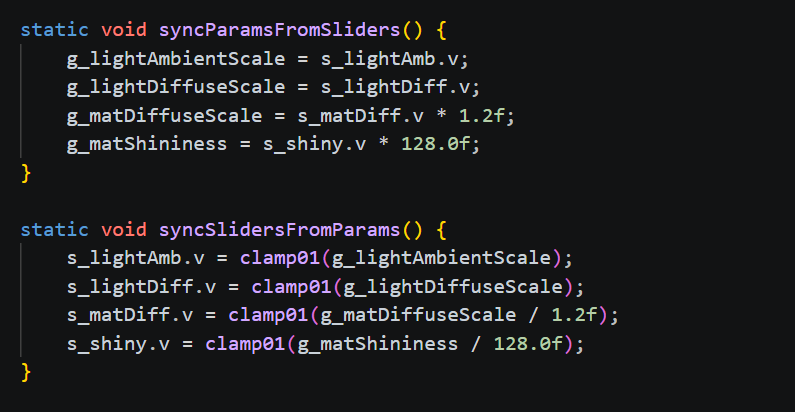 static void syncParamsFromSliders() {
    g_lightAmbientScale = s_lightAmb.v;
    g_lightDiffuseScale = s_lightDiff.v;
    g_matDiffuseScale = s_matDiff.v * 1.2f;
    g_matShininess = s_shiny.v * 128.0f;
}

static void syncSlidersFromParams() {
    s_lightAmb.v = clamp01(g_lightAmbientScale);
    s_lightDiff.v = clamp01(g_lightDiffuseScale);
    s_matDiff.v = clamp01(g_matDiffuseScale / 1.2f);
    s_shiny.v = clamp01(g_matShininess / 128.0f);
}